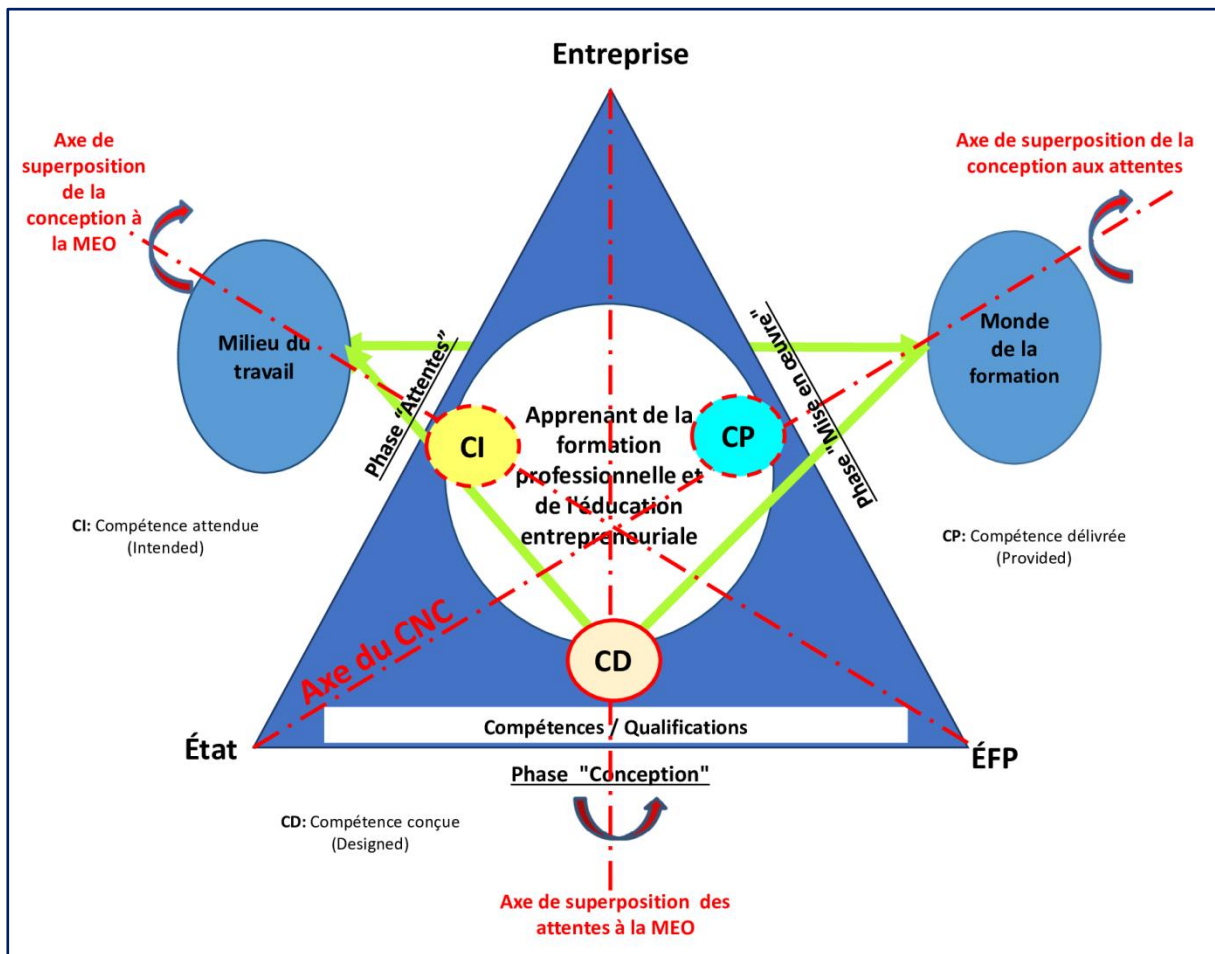 Entreprise
Axe de
superposition
de la
conception à
la MEO
Axe de superposition de la
conception aux attentes
Milieu du
travail
Phase “Attentes”
Phase "Mise en œuvre"
Monde
de la
formation
CI
CP
Apprenant de la
formation
professionnelle et
de l'éducation
entrepreneuriale
CI: Compétence attendue
(Intended)
CP: Compétence délivrée
(Provided)
Axe du CNC
CD
Compétences / Qualifications
État
ÉFP
Phase "Conception"
CD: Compétence conçue
(Designed)
Axe de superposition des
attentes à la MEO